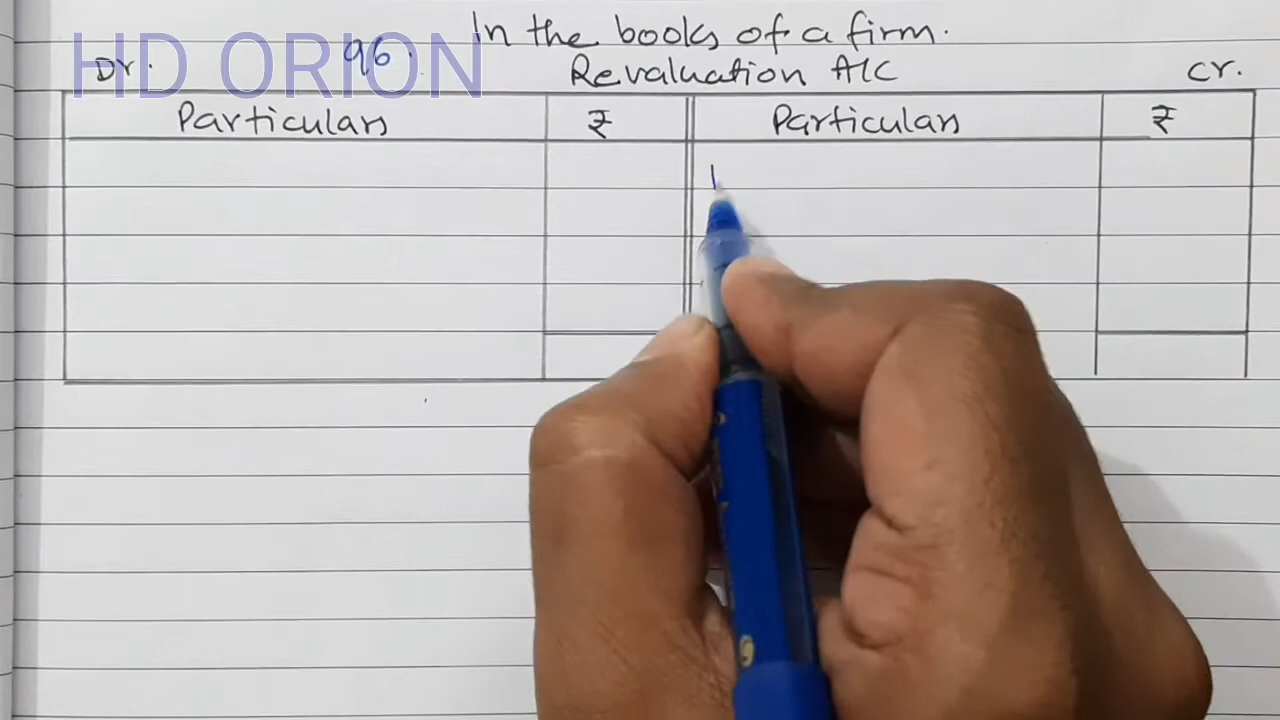 In the books of a firm.
HD ORION
Dr. 96. Revaluation A/C Cr.
Particulars ₹ Particulars ₹